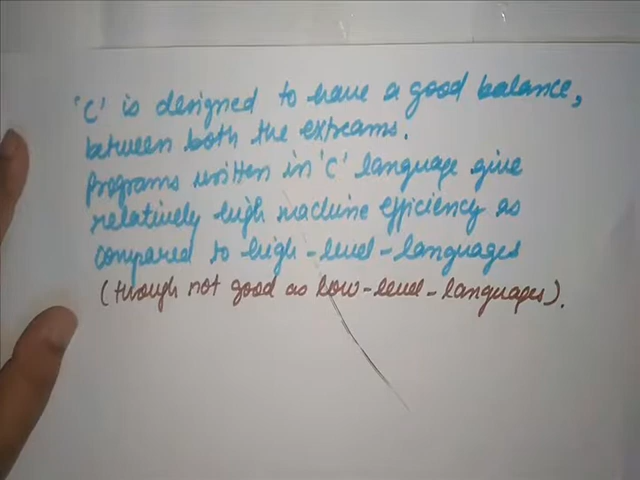 'C' is designed to have a good balance,
between both the extreams.
programs written in 'C' language give
relatively high machine efficiency as
compared to high-level-languages
(though not good as low-level-languages).